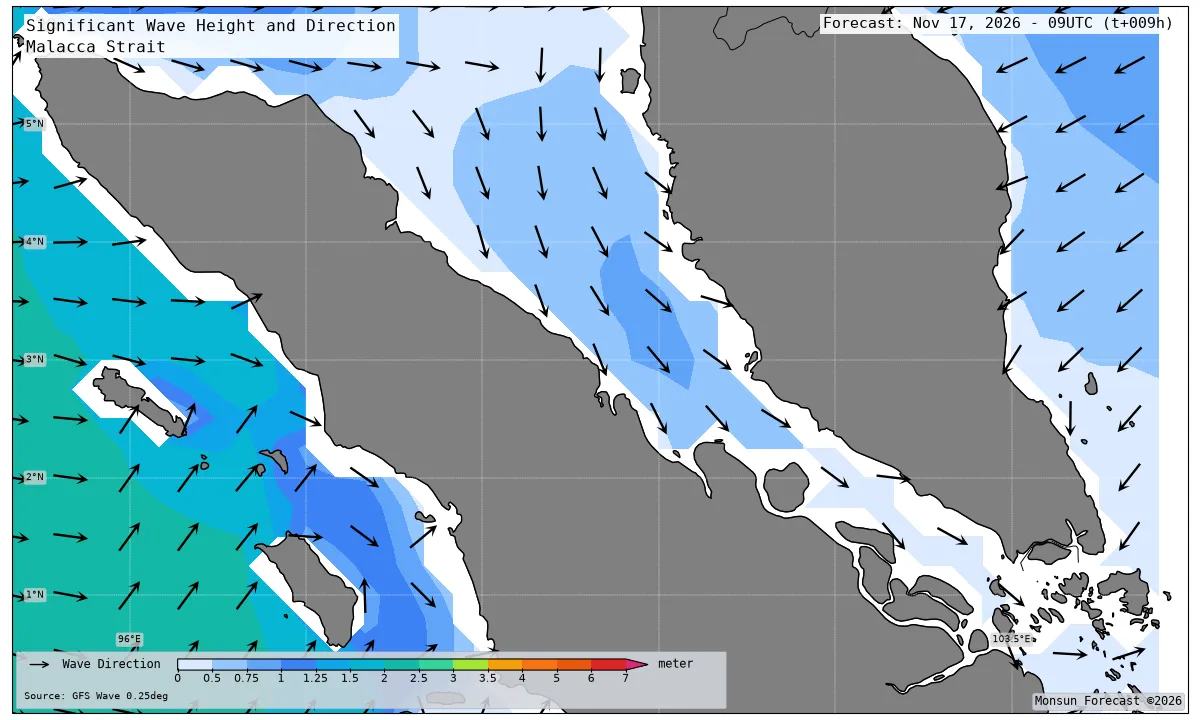 Significant Wave Height and Direction
Malacca Strait
Forecast: Nov 17, 2026 - 09UTC (t+009h)
5°N
4°N
3°N
2°N
1°N
96°E
103.5°E
Wave Direction
meter
0 0.5 0.75 1 1.25 1.5 2 2.5 3 3.5 4 5 6 7
Source: GFS Wave 0.25deg
Monsun Forecast ©2026